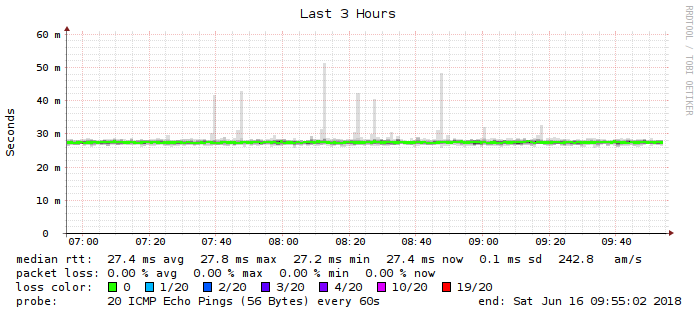 Last 3 Hours
RRDTOOL / TOBI OETIKER
Seconds
60 m
50 m
40 m
30 m
20 m
10 m
0
07:00 07:20 07:40 08:00 08:20 08:40 09:00 09:20 09:40
median rtt: 27.4 ms avg 27.8 ms max 27.2 ms min 27.4 ms now 0.1 ms sd 242.8 am/s
packet loss: 0.00 % avg 0.00 % max 0.00 % min 0.00 % now
loss color: 0 1/20 2/20 3/20 4/20 10/20 19/20
probe: 20 ICMP Echo Pings (56 Bytes) every 60s end: Sat Jun 16 09:55:02 2018